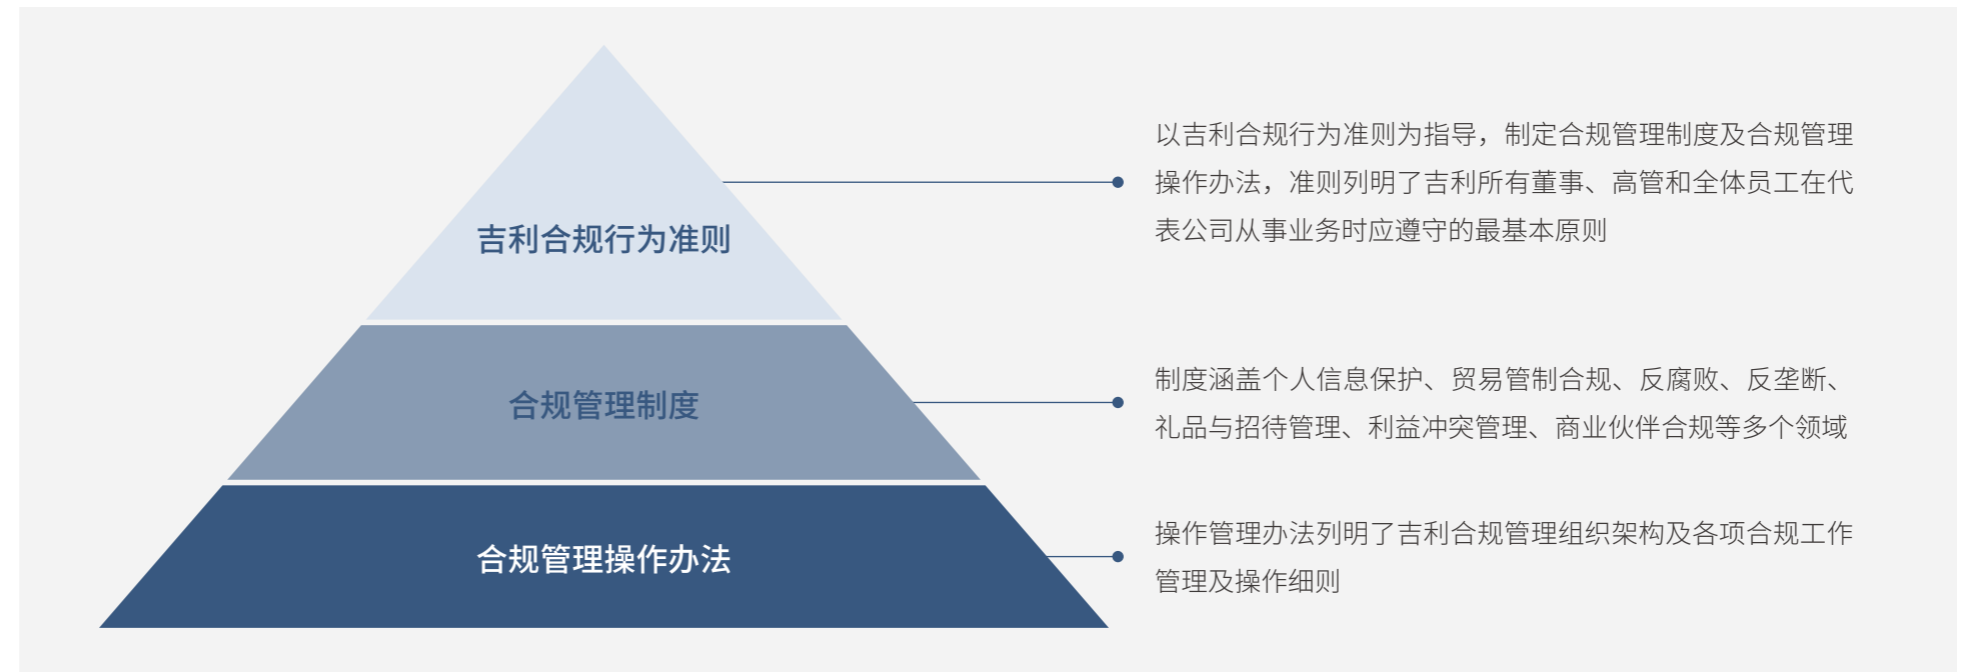 吉利合规行为准则
以吉利合规行为准则为指导，制定合规管理制度及合规管理
操作办法，准则列明了吉利所有董事、高管和全体员工在代
表公司从事业务时应遵守的最基本原则
合规管理制度
制度涵盖个人信息保护、贸易管制合规、反腐败、反垄断、
礼品与招待管理、利益冲突管理、商业伙伴合规等多个领域
合规管理操作办法
操作管理办法列明了吉利合规管理组织架构及各项合规工作
管理及操作细则